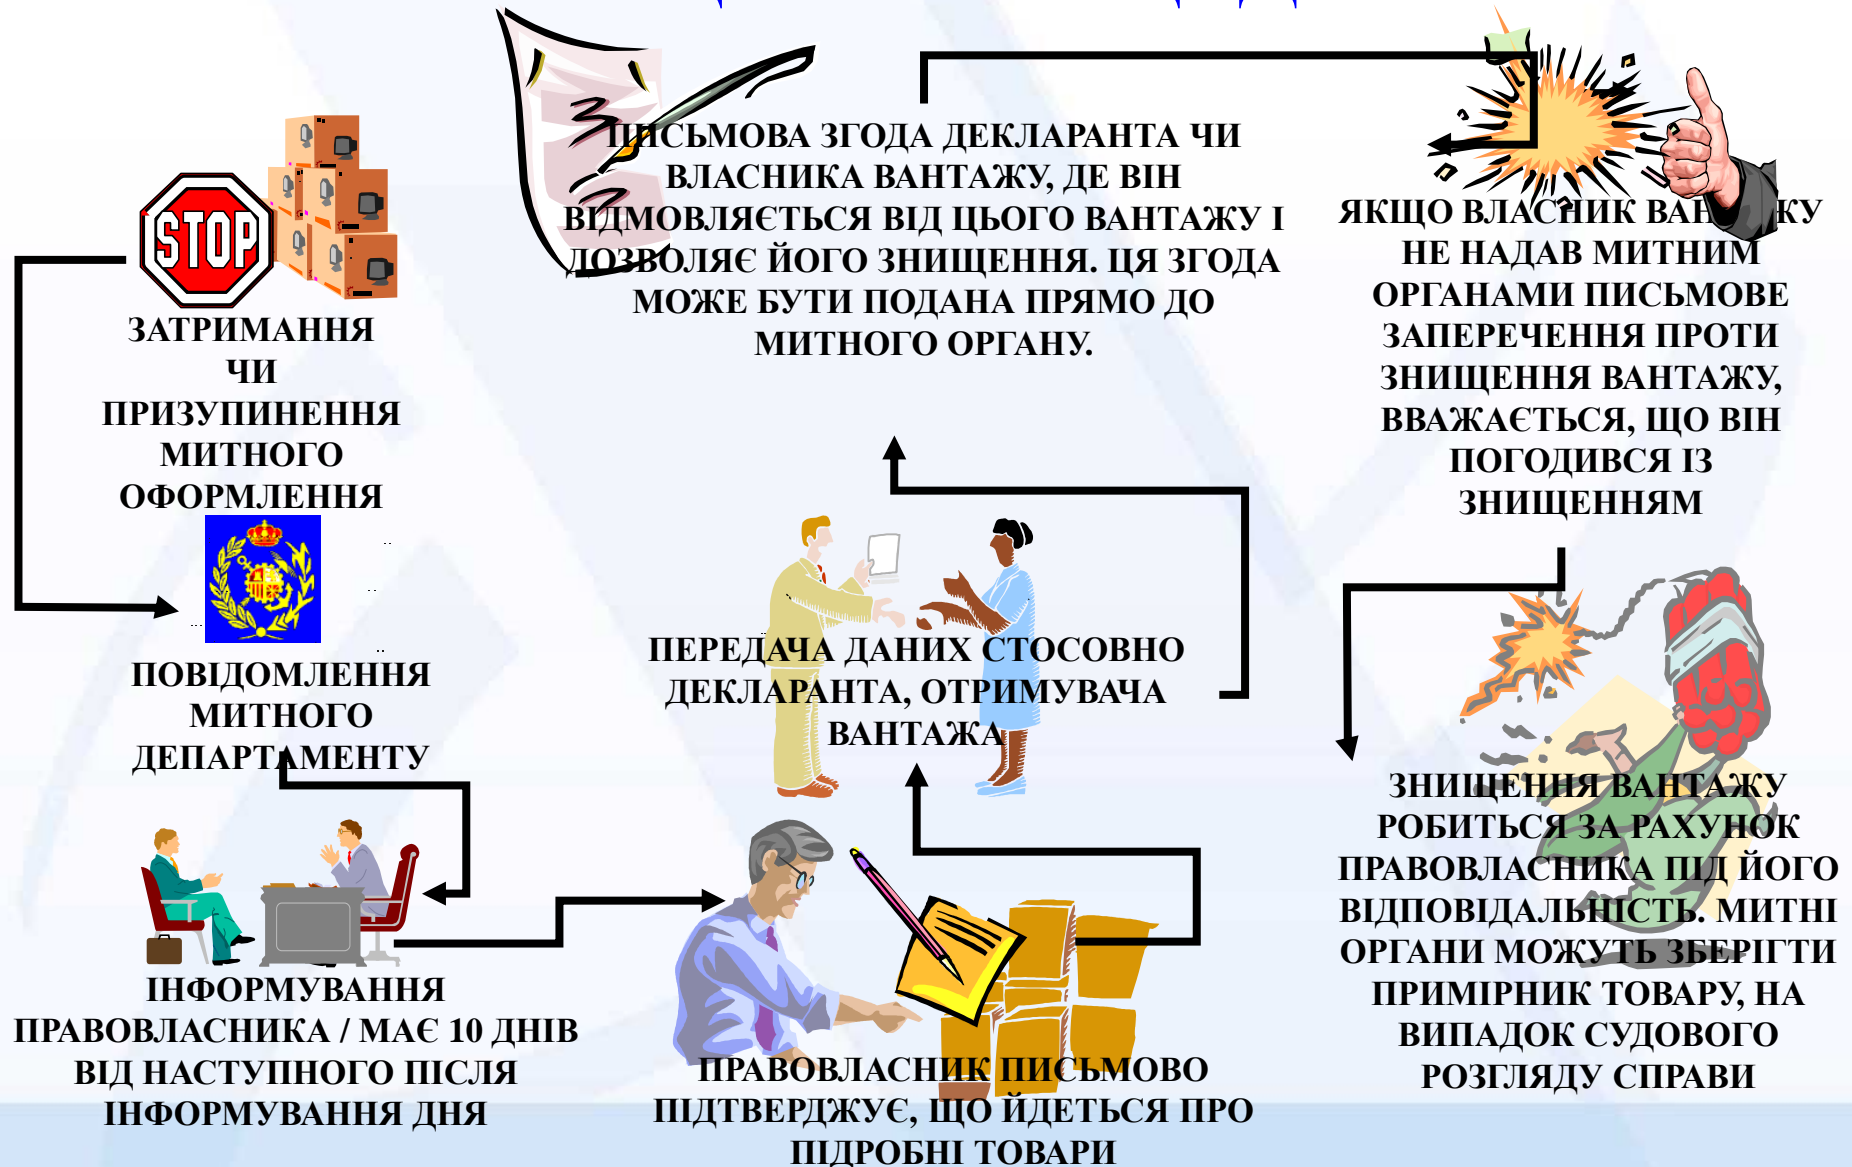 STOP
ЗАТРИМАННЯ
ЧИ
ПРИЗУПИНЕННЯ
МИТНОГО
ОФОРМЛЕННЯ
ПОВІДОМЛЕННЯ
МИТНОГО
ДЕПАРТАМЕНТУ
ІНФОРМУВАННЯ
ПРАВОВЛАСНИКА / МАЄ 10 ДНІВ
ВІД НАСТУПНОГО ПІСЛЯ
ІНФОРМУВАННЯ ДНЯ
ПРАВОВЛАСНИК ПИСЬМОВО
ПІДТВЕРДЖУЄ, ЩО ЙДЕТЬСЯ ПРО
ПІДРОБНІ ТОВАРИ
ПЕРЕДАЧА ДАНИХ СТОСОВНО
ДЕКЛАРАНТА, ОТРИМУВАЧА
ВАНТАЖА
ПИСЬМОВА ЗГОДА ДЕКЛАРАНТА ЧИ
ВЛАСНИКА ВАНТАЖУ, ДЕ ВІН
ВІДМОВЛЯЄТЬСЯ ВІД ЦЬОГО ВАНТАЖУ І
ДОЗВОЛЯЄ ЙОГО ЗНИЩЕННЯ. ЦЯ ЗГОДА
МОЖЕ БУТИ ПОДАНА ПРЯМО ДО
МИТНОГО ОРГАНУ.
ЯКЩО ВЛАСНИК ВАНТАЖУ
НЕ НАДАВ МИТНИМ
ОРГАНАМИ ПИСЬМОВЕ
ЗАПЕРЕЧЕННЯ ПРОТИ
ЗНИЩЕННЯ ВАНТАЖУ,
ВВАЖАЄТЬСЯ, ЩО ВІН
ПОГОДИВСЯ ІЗ
ЗНИЩЕННЯМ
ЗНИЩЕННЯ ВАНТАЖУ
РОБИТЬСЯ ЗА РАХУНОК
ПРАВОВЛАСНИКА ПІД ЙОГО
ВІДПОВІДАЛЬНІСТЬ. МИТНІ
ОРГАНИ МОЖУТЬ ЗБЕРІГТИ
ПРИМІРНИК ТОВАРУ, НА
ВИПАДОК СУДОВОГО
РОЗГЛЯДУ СПРАВИ